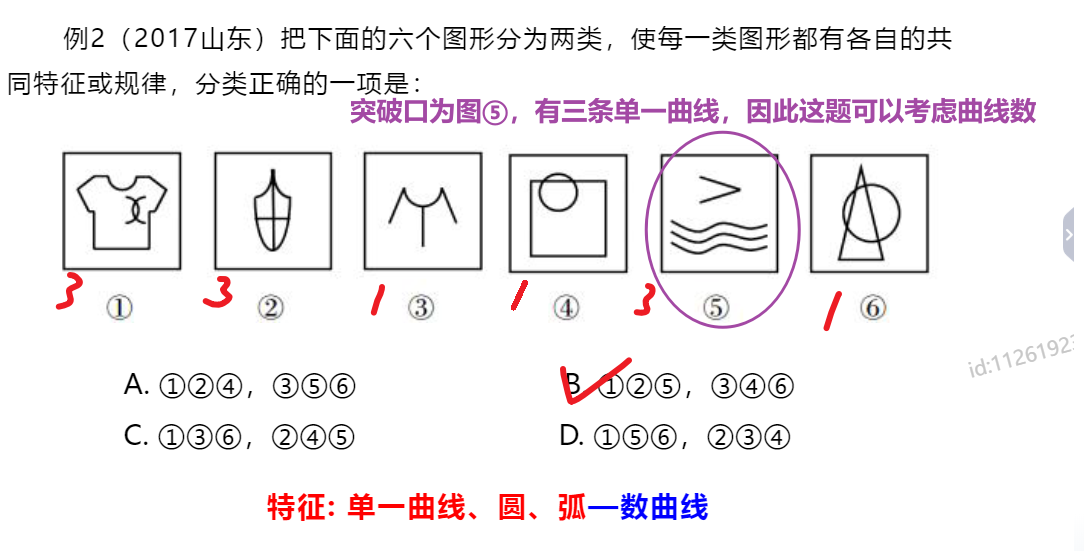 例2（2017山东）把下面的六个图形分为两类，使每一类图形都有各自的共
同特征或规律，分类正确的一项是：
突破口为图⑤，有三条单一曲线，因此这题可以考虑曲线数
3 3 1 1 3 1
① ② ③ ④ ⑤ ⑥
id:1126192
A. ①②④，③⑤⑥ B. ①②⑤，③④⑥
C. ①③⑥，②④⑤ D. ①⑤⑥，②③④
特征: 单一曲线、圆、弧—数曲线